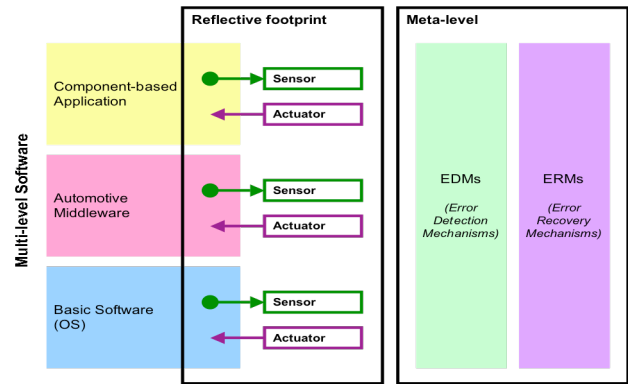 Reflective footprint
Meta-level
Multi-level Software
Component-based
Application
Sensor
Actuator
Automotive
Middleware
Sensor
Actuator
Basic Software
(OS)
Sensor
Actuator
EDMs
(Error
Detection
Mechanisms)
ERMs
(Error
Recovery
Mechanisms)